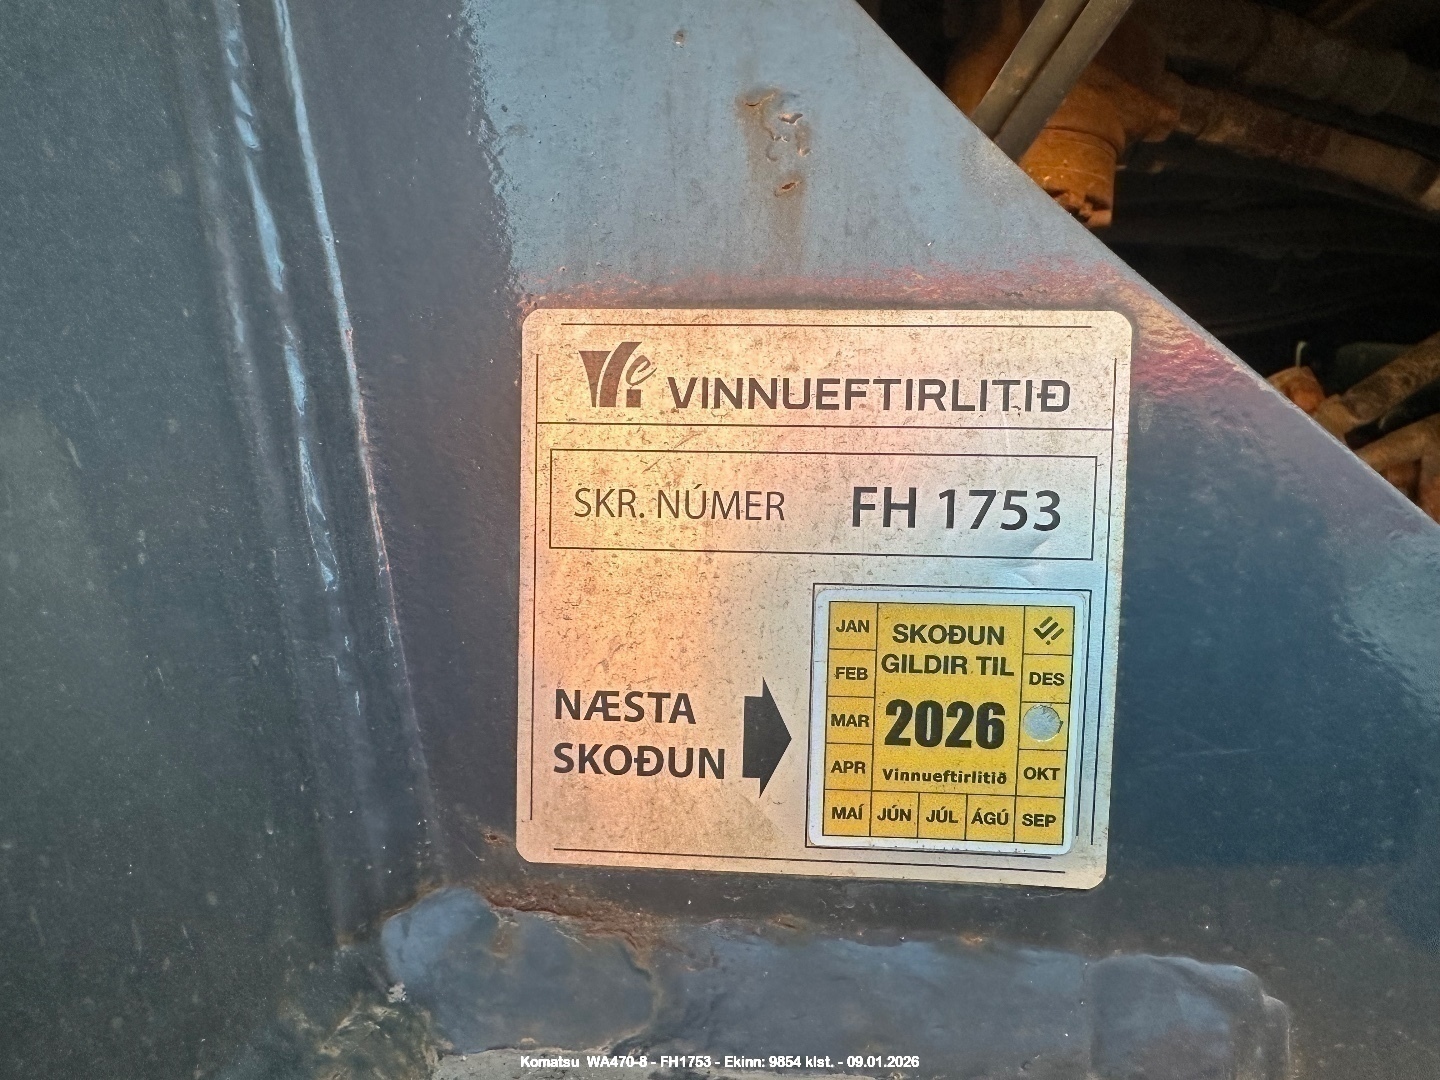 VINNUEFTIRLITIÐ
SKR. NÚMER FH 1753
NÆSTA
SKOÐUN
SKOÐUN
GILDIR TIL
2026
Vinnueftirlitið
JAN
FEB
MAR
APR
MAÍ JÚN JÚL ÁGÚ SEP
OKT
DES
Komatsu WA470-8 - FH1753 - Ekinn: 9854 klst. - 09.01.2026